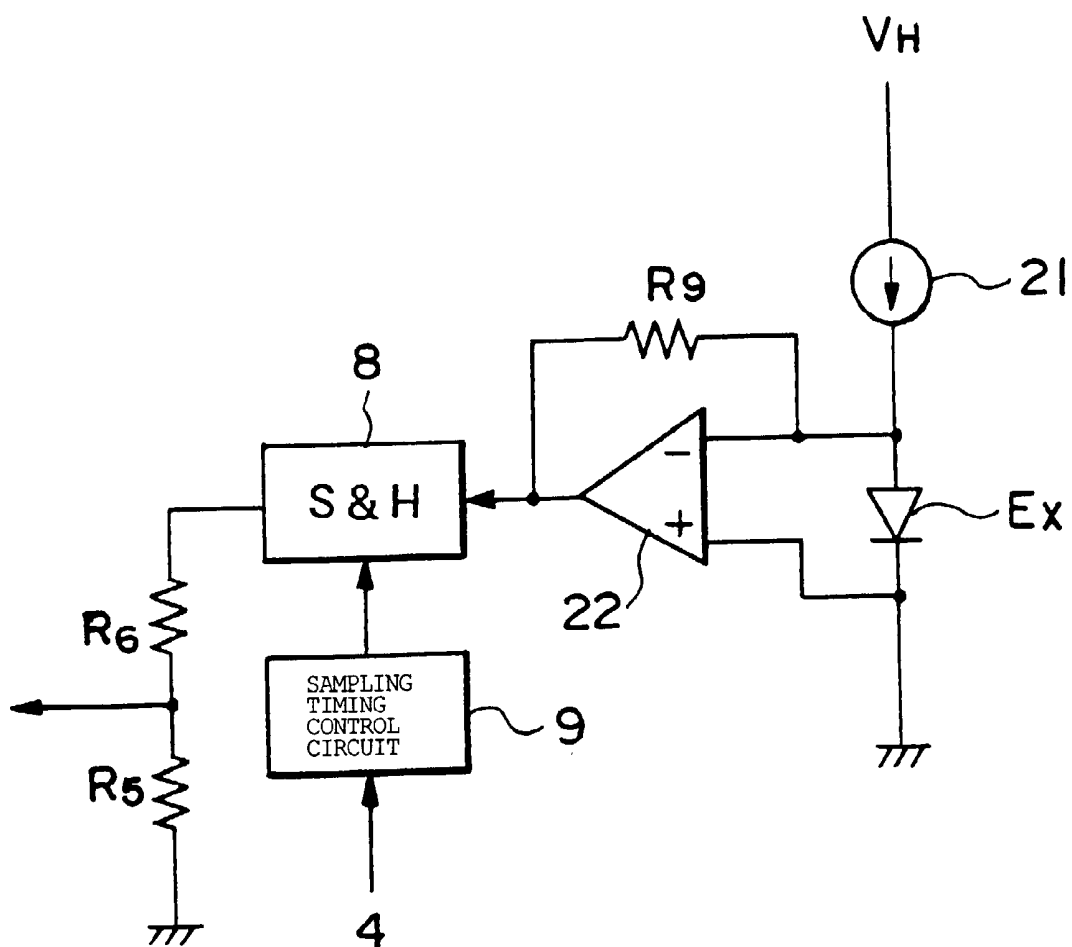 VH
21
R9
8
S & H
−
+
Ex
22
R6
SAMPLING
TIMING
CONTROL
CIRCUIT
9
R5
4